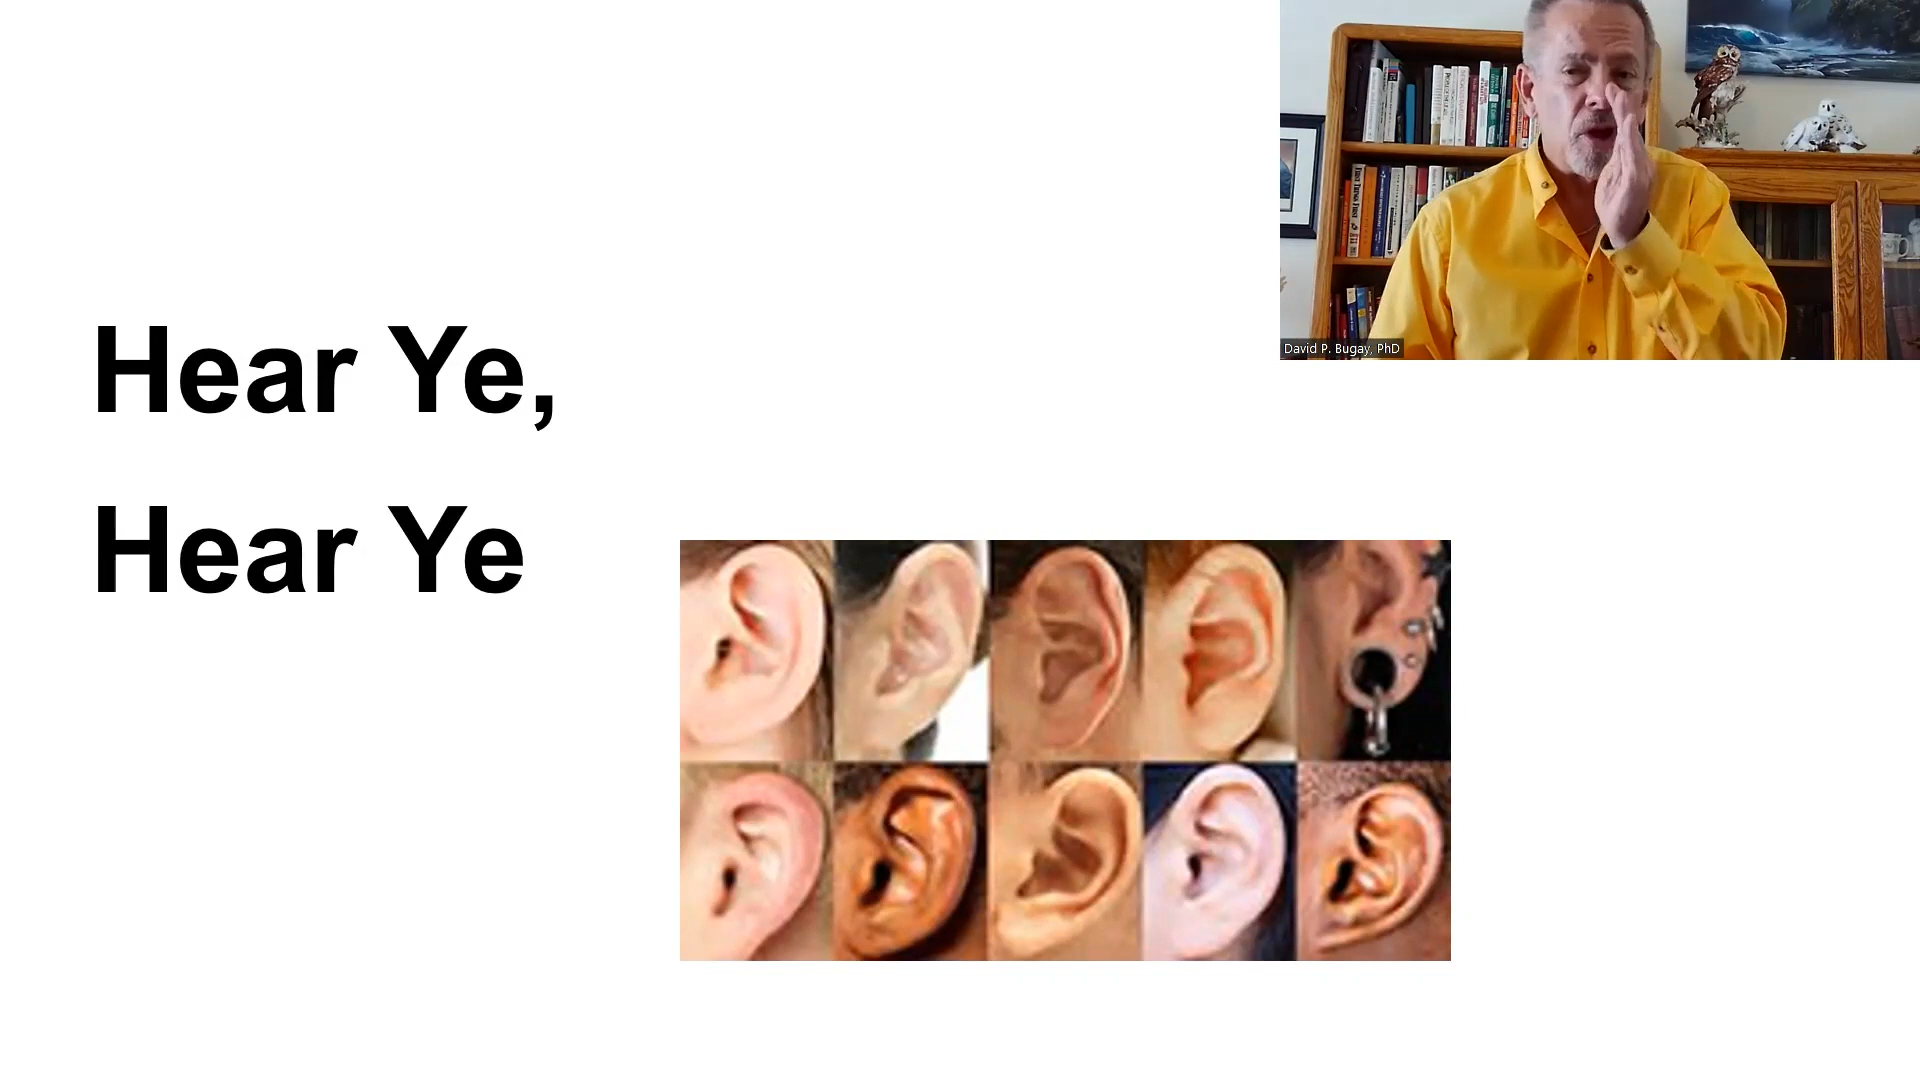 Hear Ye,
Hear Ye
David P. Bugay, PhD